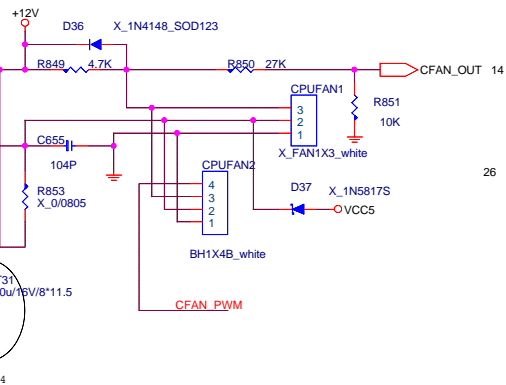 +12V
D36 X_1N4148_SOD123
R849 4.7K R850 27K
CFAN_OUT 14
CPUFAN1
3
2
1
R851
10K
X_FAN1X3_white
C655
104P
CPUFAN2
4
3
2
1
26
R853
X_0/0805
D37 X_1N5817S
VCC5
BH1X4B_white
CFAN_PWM
T31
0u/16V/8*11.5
4